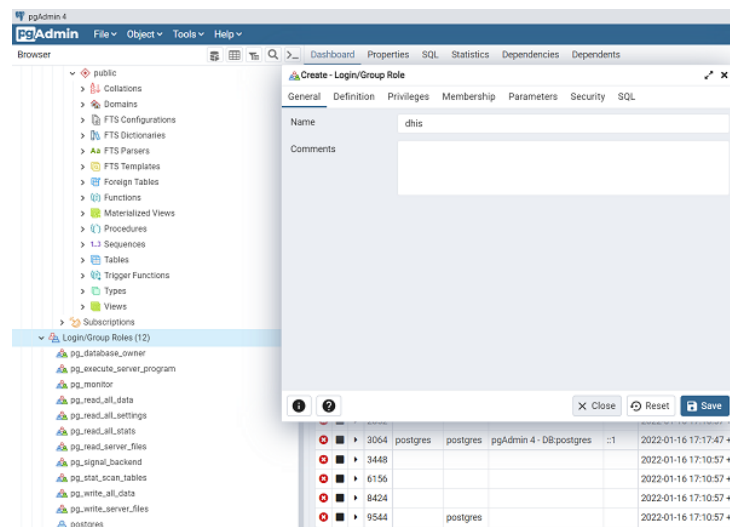 pgAdmin 4
pgAdmin File Object Tools Help
Browser
Dashboard Properties SQL Statistics Dependencies Dependents
public
Collations
Domains
FTS Configurations
FTS Dictionaries
FTS Parsers
FTS Templates
Foreign Tables
Functions
Materialized Views
Procedures
1..3 Sequences
Tables
Trigger Functions
Types
Views
Subscriptions
Login/Group Roles (12)
pg_database_owner
pg_execute_server_program
pg_monitor
pg_read_all_data
pg_read_all_settings
pg_read_all_stats
pg_read_server_files
pg_signal_backend
pg_stat_scan_tables
pg_write_all_data
pg_write_server_files
postgres
Create - Login/Group Role
General Definition Privileges Membership Parameters Security SQL
Name dhis
Comments
Close Reset Save
3064 postgres postgres pgAdmin 4 - DB:postgres ::1 2022-01-16 17:17:47 +
3448 2022-01-16 17:10:57 +
6156 2022-01-16 17:10:57 +
8424 2022-01-16 17:10:57 +
9544 postgres 2022-01-16 17:10:57 +